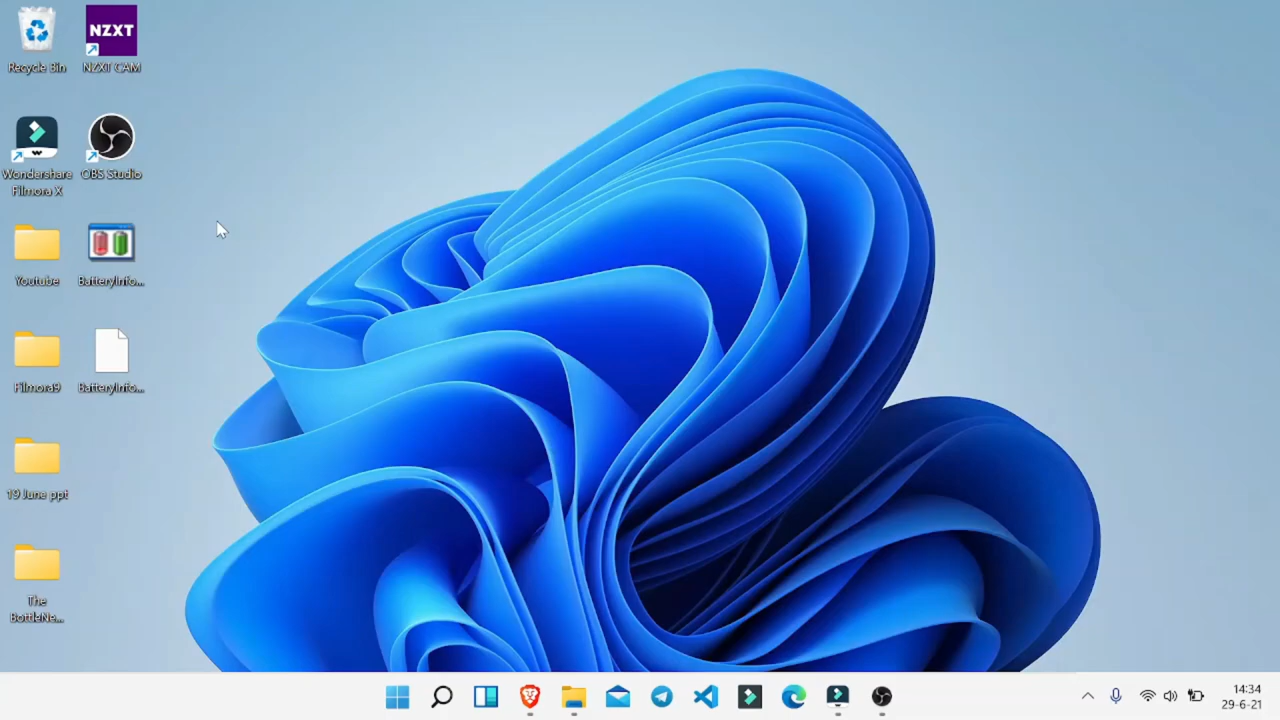 NZXT
Recycle Bin
NZXT CAM
Wondershare
Filmora X
OBS Studio
Youtube
BatteryInfo...
Filmora9
BatteryInfo...
19 June ppt
The
BottleNe...
14:34
29-6-21